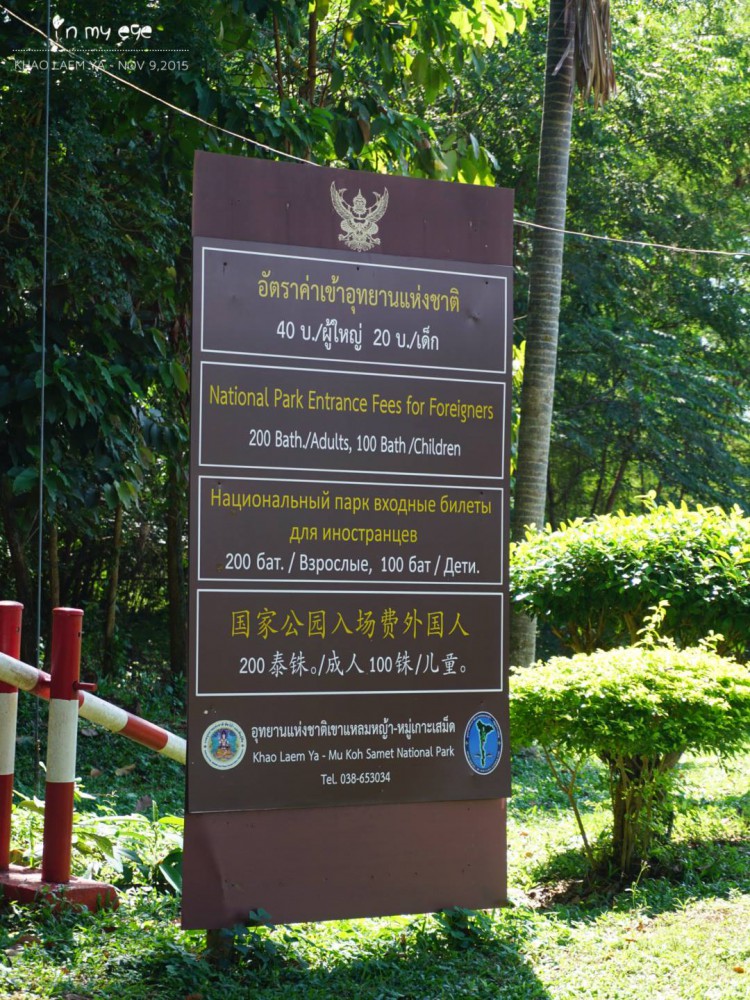 in my eye
KHAO LAEM YA - NOV 9,2015
อัตราค่าเข้าอุทยานแห่งชาติ
40 บ./ผู้ใหญ่ 20 บ./เด็ก
National Park Entrance Fees for Foreigners
200 Bath./Adults, 100 Bath /Children
Национальный парк входные билеты
для иностранцев
200 бат. / Взрослые, 100 бат / Дети.
国家公园入场费外国人
200 泰铢。/成人 100 铢/儿童。
อุทยานแห่งชาติเขาแหลมหญ้า-หมู่เกาะเสม็ด
Khao Laem Ya - Mu Koh Samet National Park
Tel. 038-653034